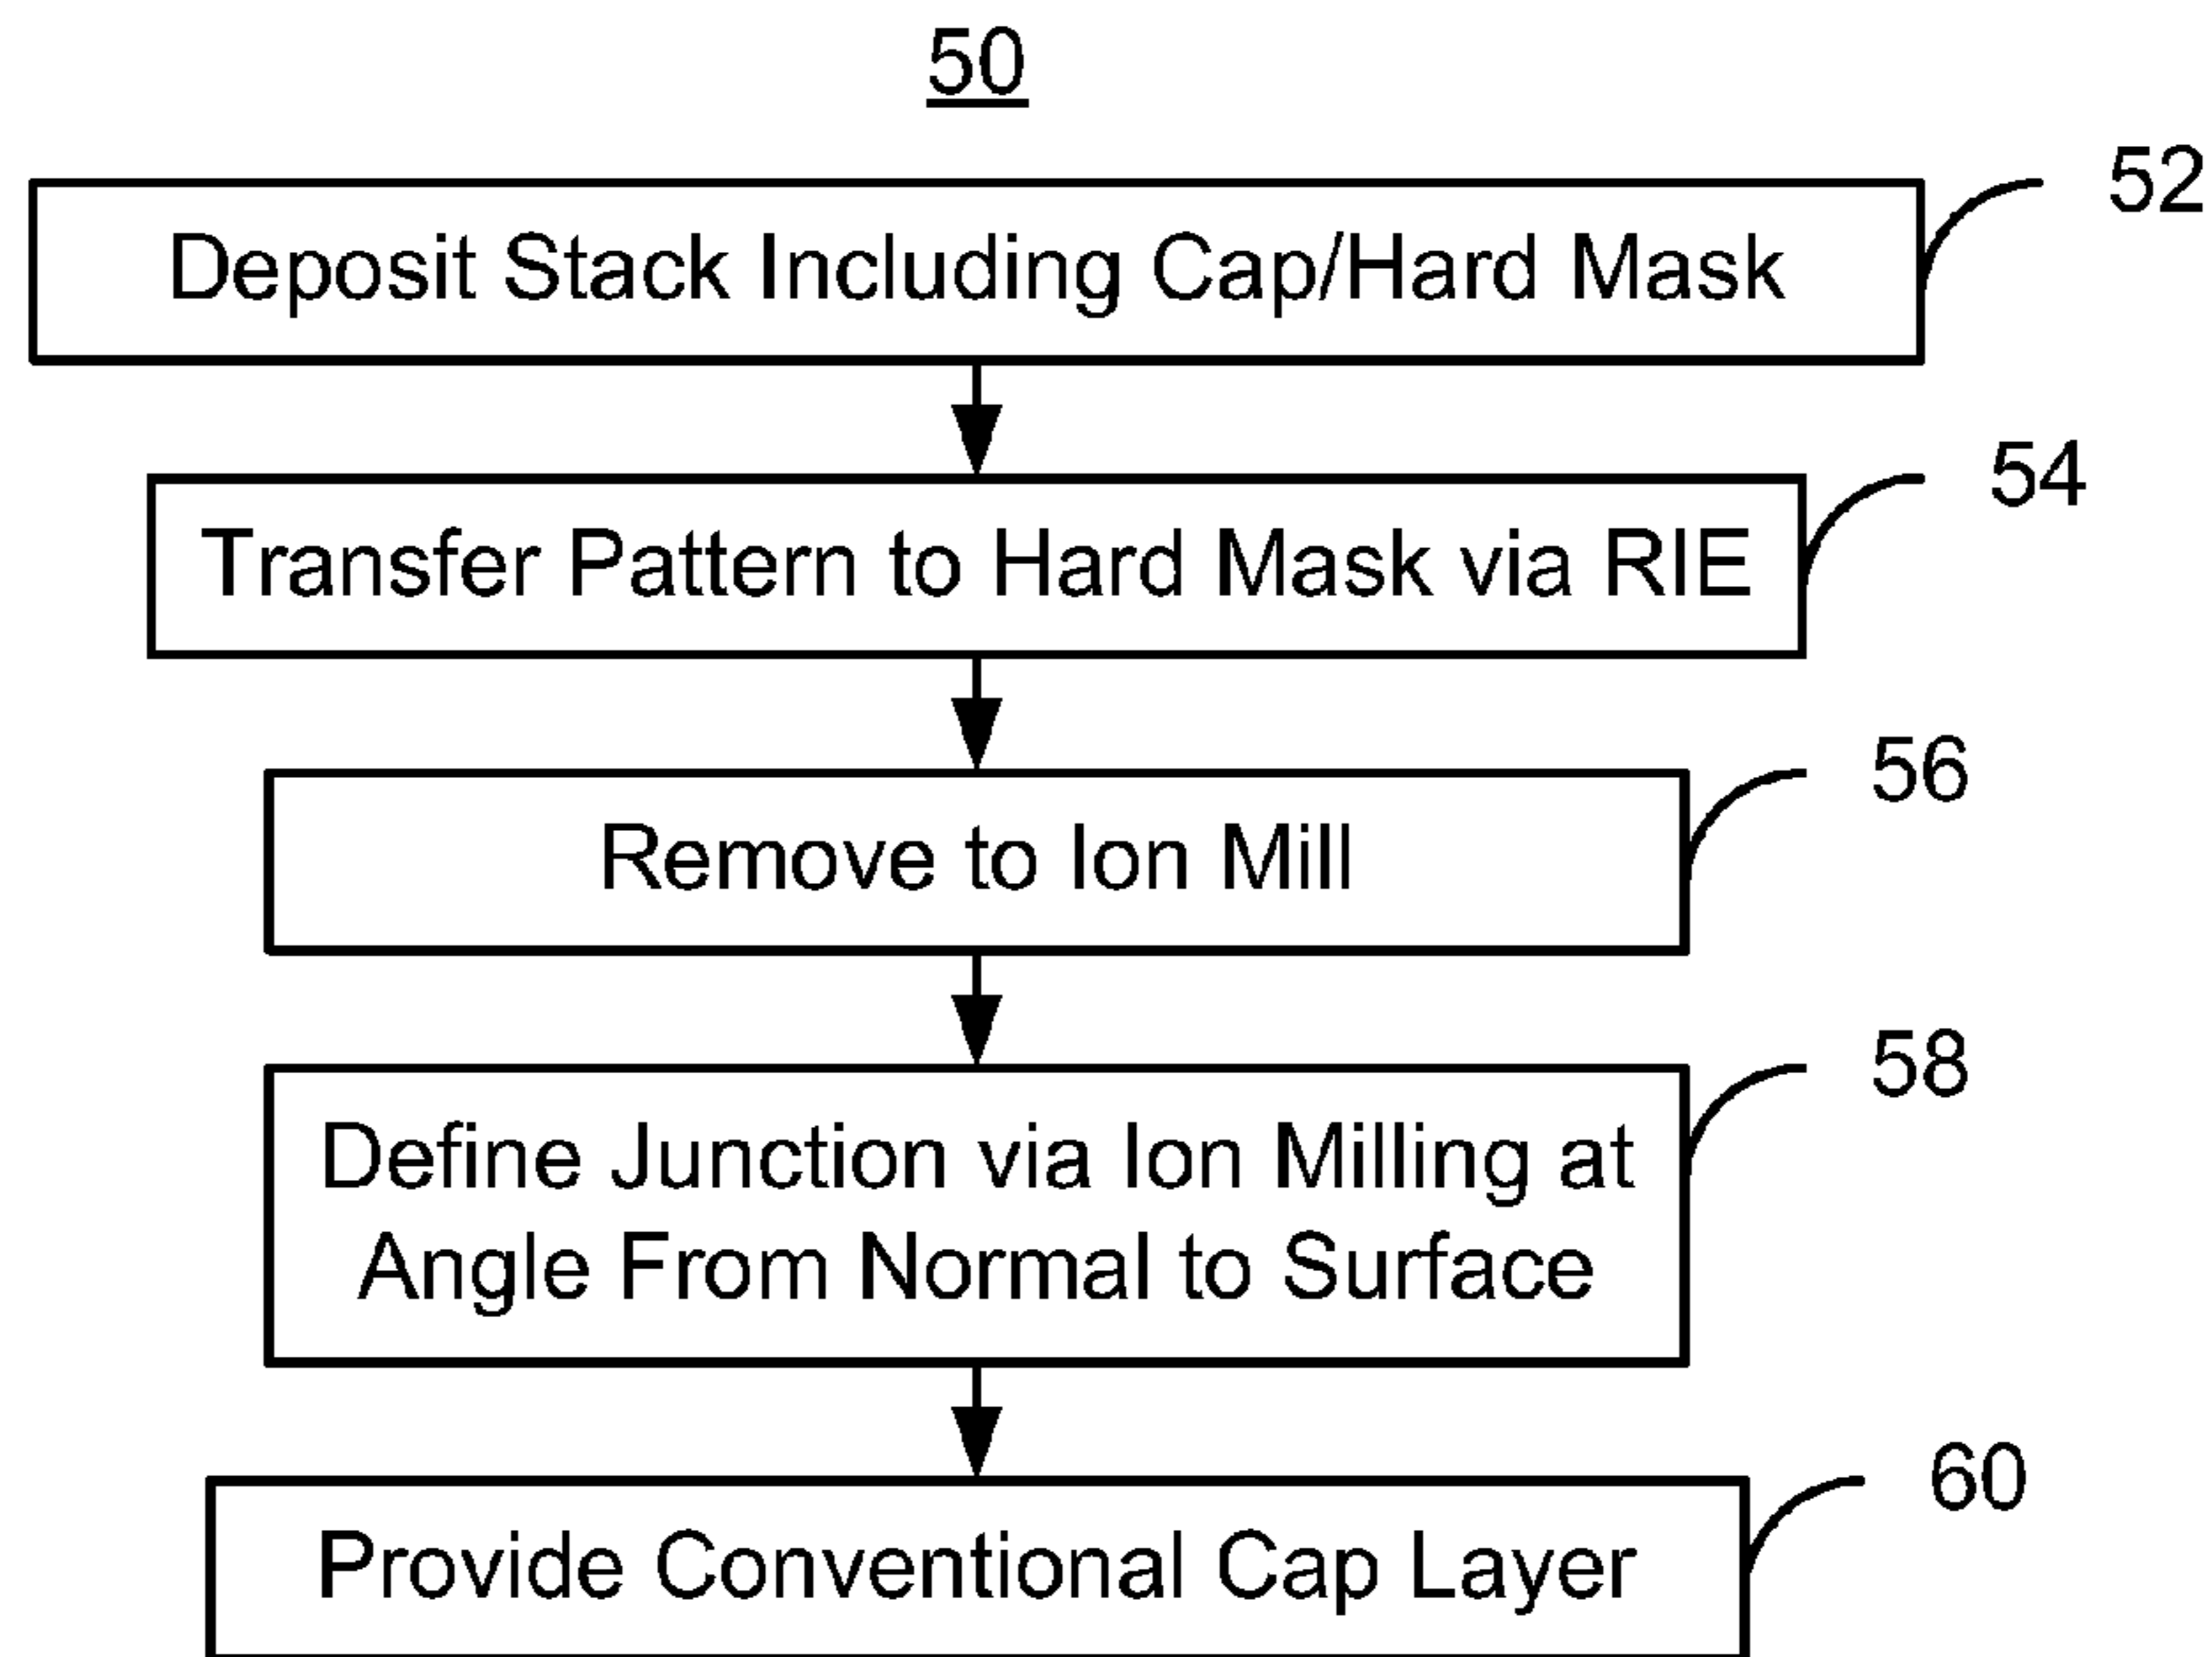 50
52
Deposit Stack Including Cap/Hard Mask
54
Transfer Pattern to Hard Mask via RIE
56
Remove to Ion Mill
58
Define Junction via Ion Milling at
Angle From Normal to Surface
60
Provide Conventional Cap Layer